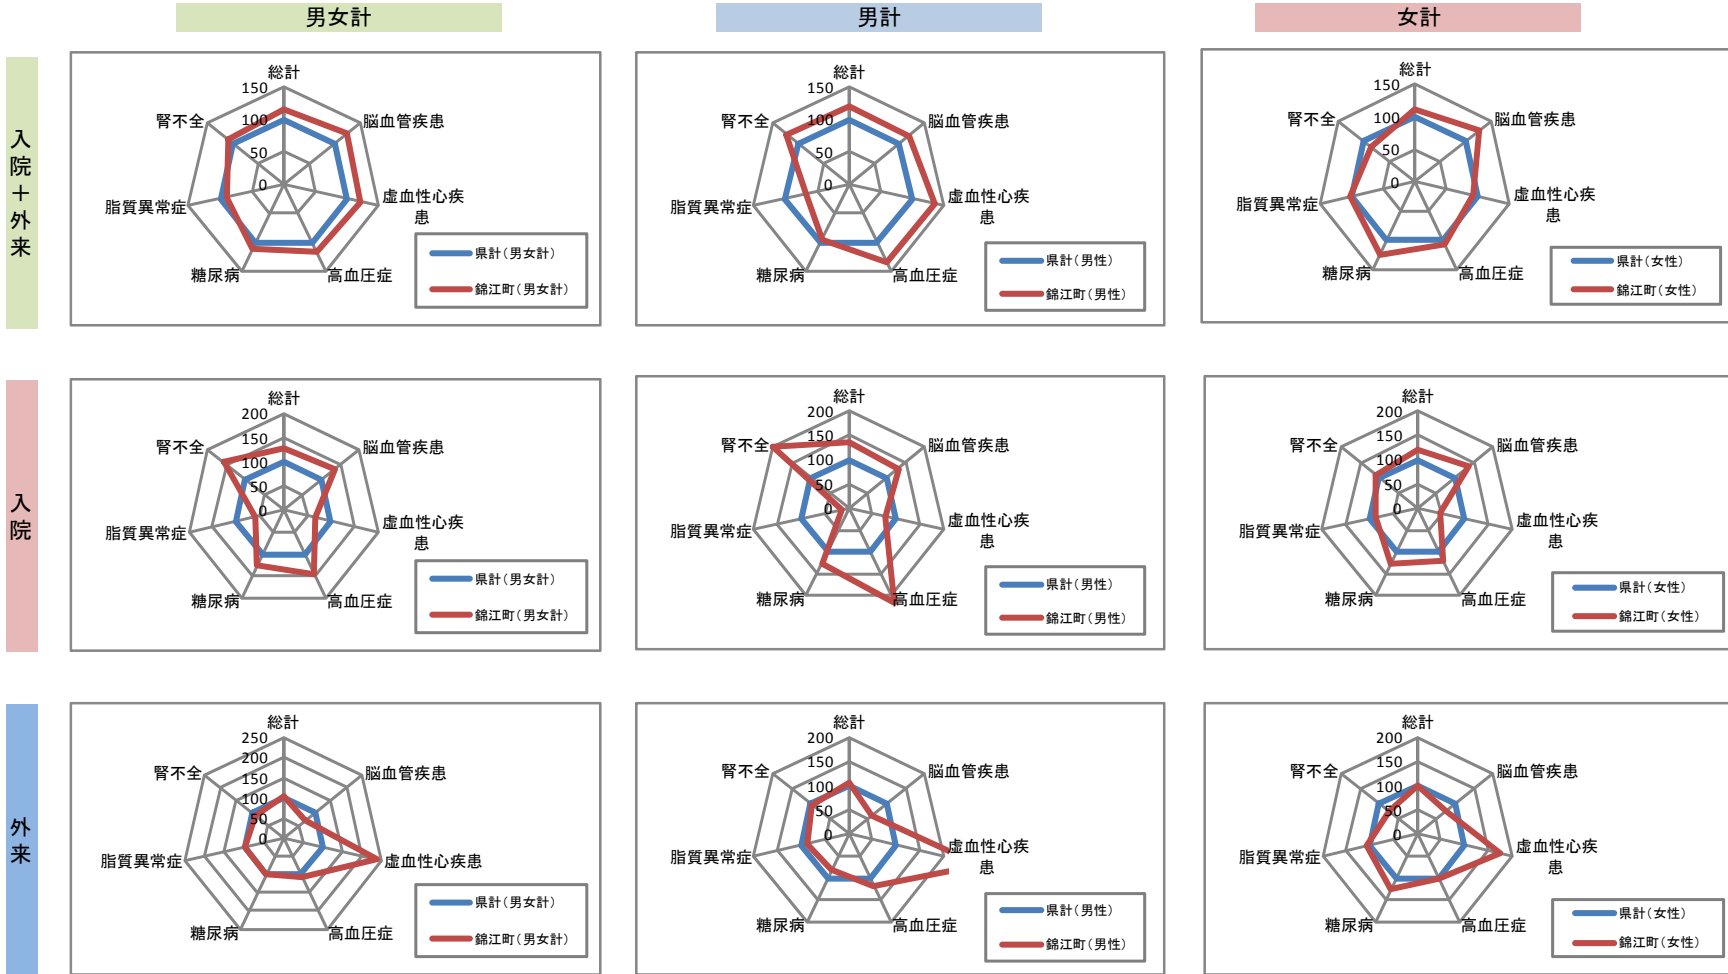 男女計
男計
女計
入院＋外来
総計
150
100
50
0
脳血管疾患
虚血性心疾
患
高血圧症
糖尿病
脂質異常症
腎不全
県計（男女計）
錦江町（男女計）
総計
150
100
50
0
脳血管疾患
虚血性心疾
患
高血圧症
糖尿病
脂質異常症
腎不全
県計（男性）
錦江町（男性）
総計
150
100
50
0
脳血管疾患
虚血性心疾
患
高血圧症
糖尿病
脂質異常症
腎不全
県計（女性）
錦江町（女性）
入院
総計
200
150
100
50
0
脳血管疾患
虚血性心疾
患
高血圧症
糖尿病
脂質異常症
腎不全
県計（男女計）
錦江町（男女計）
総計
200
150
100
50
0
脳血管疾患
虚血性心疾
患
高血圧症
糖尿病
脂質異常症
腎不全
県計（男性）
錦江町（男性）
総計
200
150
100
50
0
脳血管疾患
虚血性心疾
患
高血圧症
糖尿病
脂質異常症
腎不全
県計（女性）
錦江町（女性）
外来
総計
250
200
150
100
50
0
脳血管疾患
虚血性心疾患
高血圧症
糖尿病
脂質異常症
腎不全
県計（男女計）
錦江町（男女計）
総計
200
150
100
50
0
脳血管疾患
虚血性心疾
患
高血圧症
糖尿病
脂質異常症
腎不全
県計（男性）
錦江町（男性）
総計
200
150
100
50
0
脳血管疾患
虚血性心疾
患
高血圧症
糖尿病
脂質異常症
腎不全
県計（女性）
錦江町（女性）